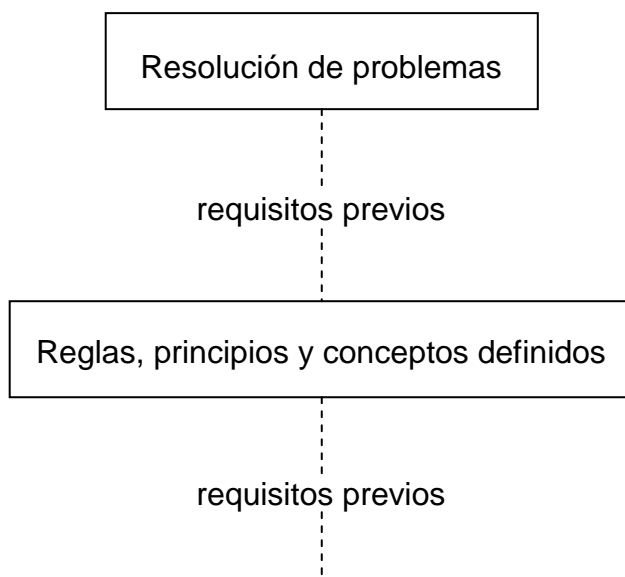 Resolución de problemas
requisitos previos
Reglas, principios y conceptos definidos
requisitos previos